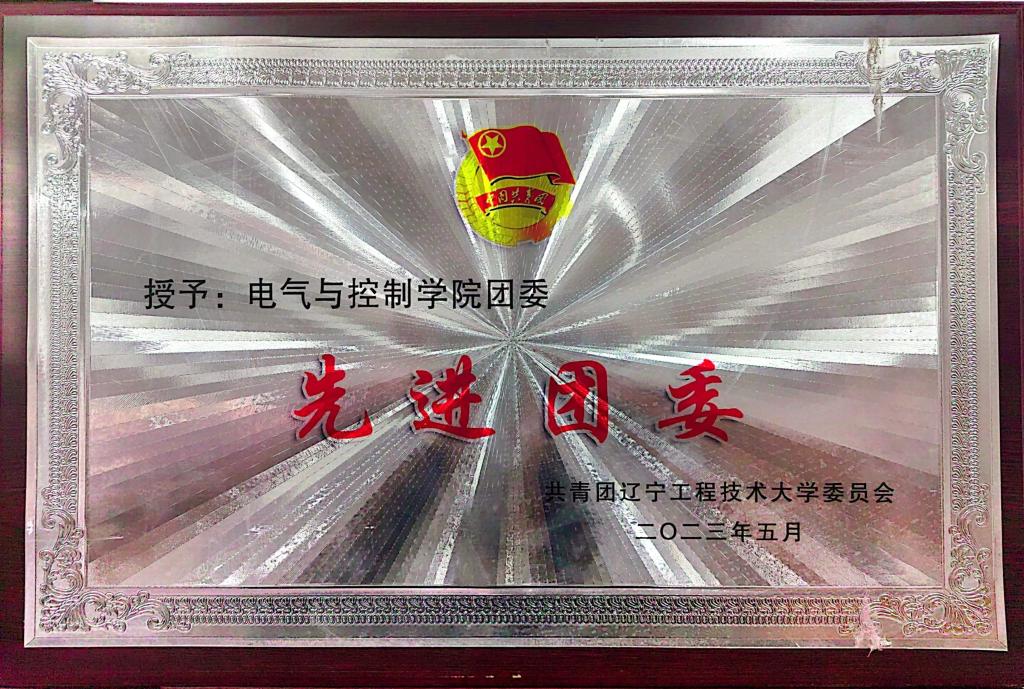 中国共青团
授予：电气与控制学院团委
先进团委
共青团辽宁工程技术大学委员会
二〇二三年五月